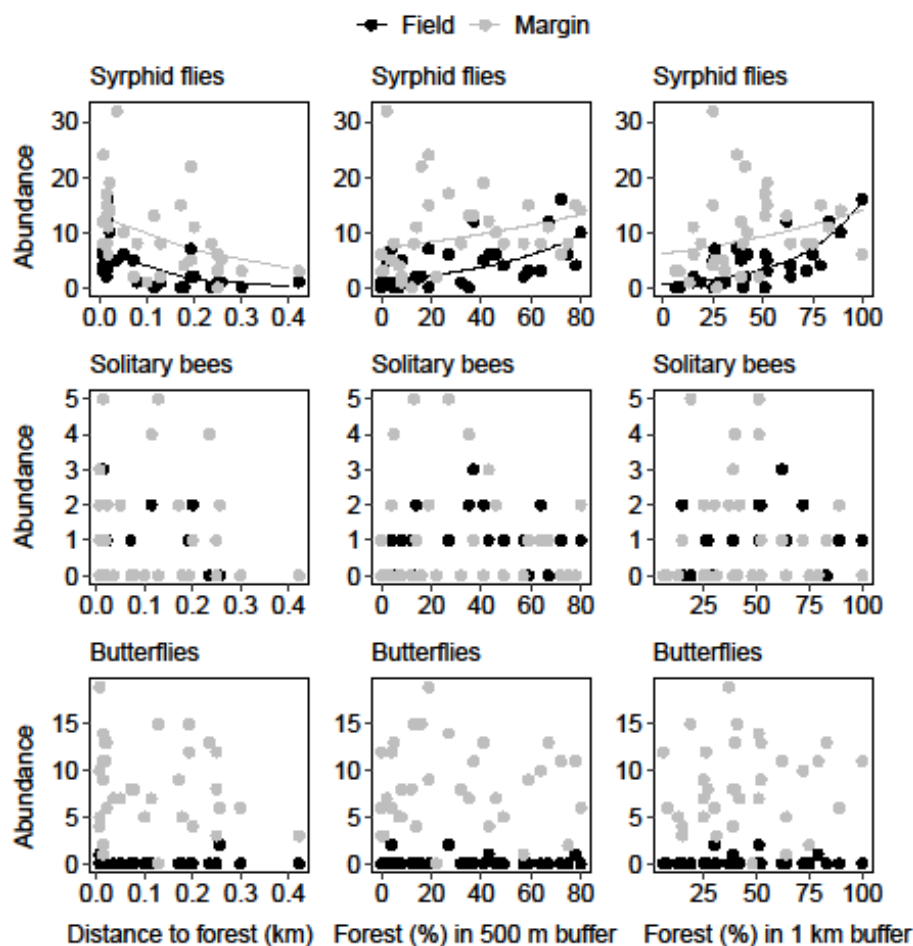 Field Margin
Syrphid flies Syrphid flies Syrphid flies
Abundance
30
20
10
0
0.0 0.1 0.2 0.3 0.4 0 20 40 60 80 0 25 50 75 100
Solitary bees Solitary bees Solitary bees
Abundance
5
4
3
2
1
0
0.0 0.1 0.2 0.3 0.4 0 20 40 60 80 25 50 75 100
Butterflies Butterflies Butterflies
Abundance
15
10
5
0
0.0 0.1 0.2 0.3 0.4 0 20 40 60 80 25 50 75 100
Distance to forest (km) Forest (%) in 500 m buffer Forest (%) in 1 km buffer